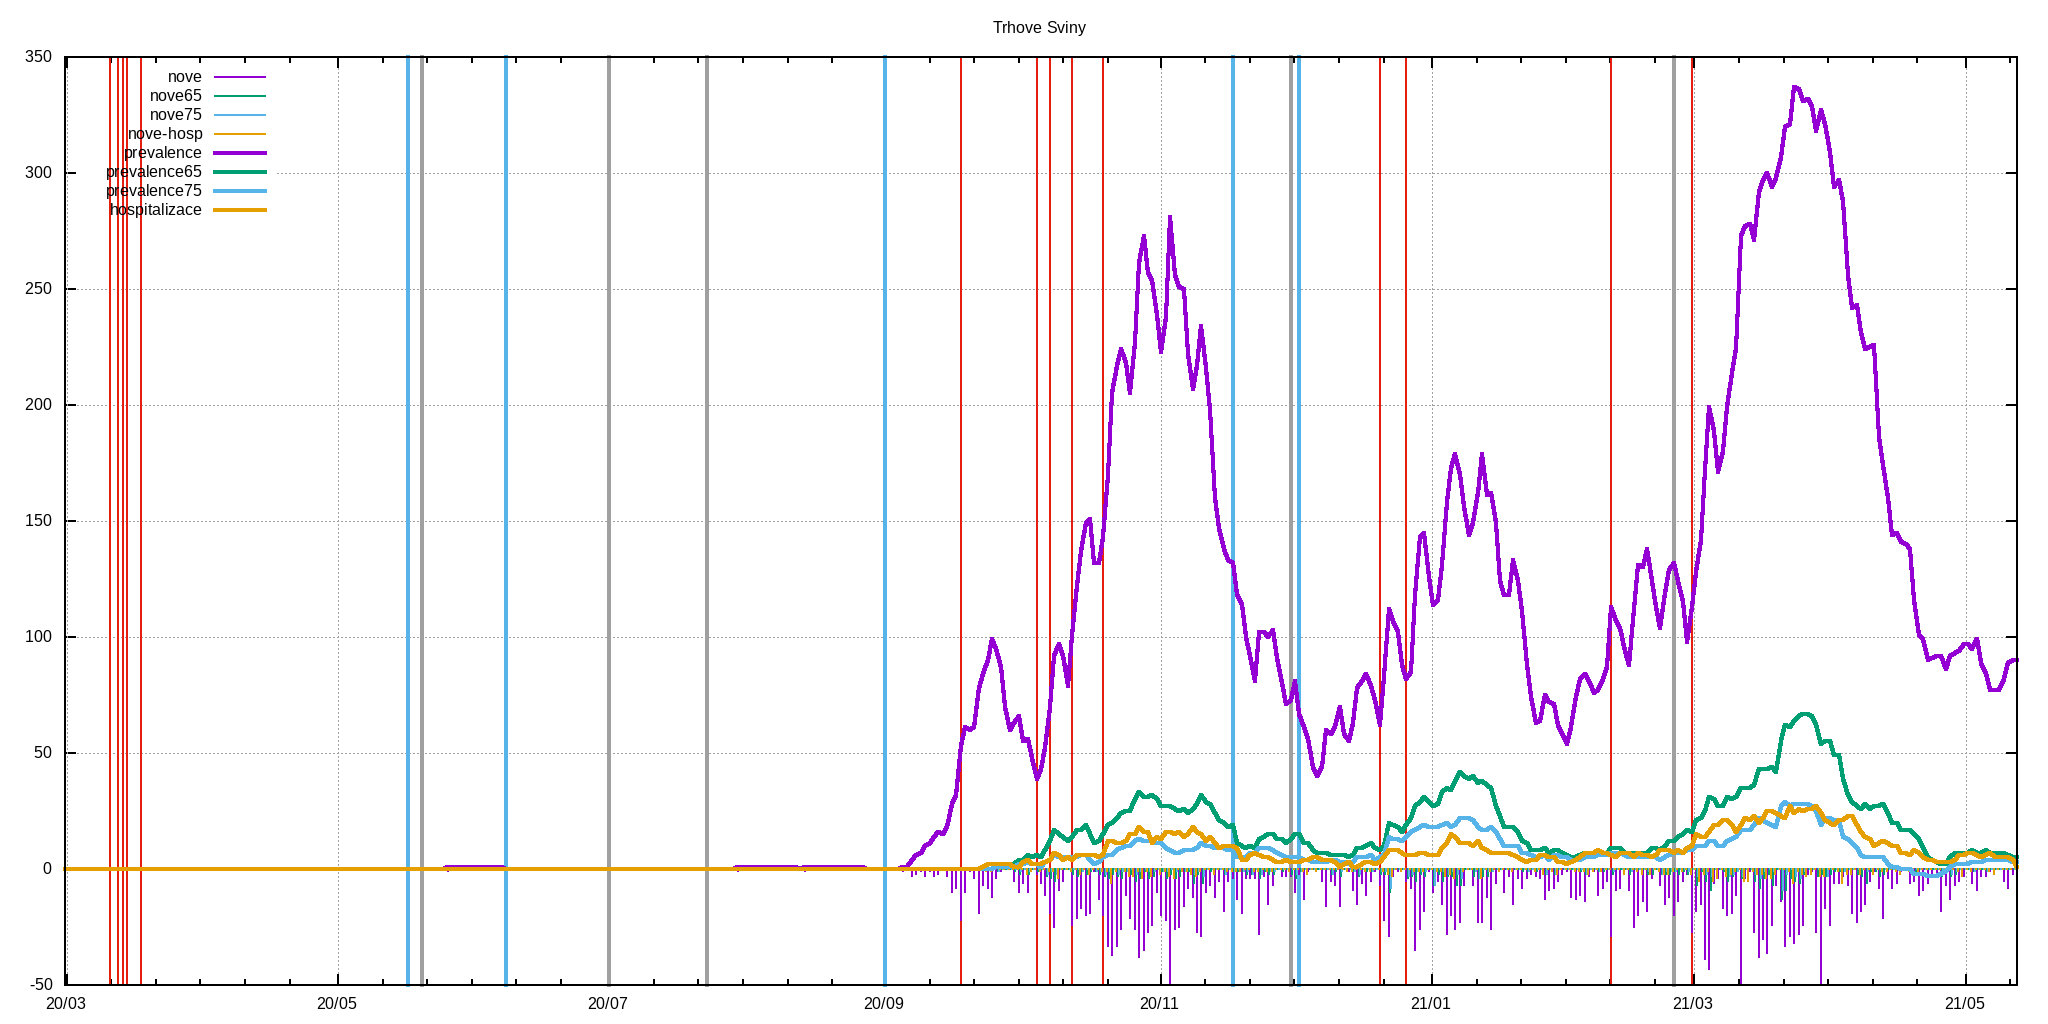 Trhove Sviny
350
nove
nove65
nove75
nove-hosp
prevalence
prevalence65
prevalence75
hospitalizace
300
250
200
150
100
50
0
-50
20/03 20/05 20/07 20/09 20/11 21/01 21/03 21/05